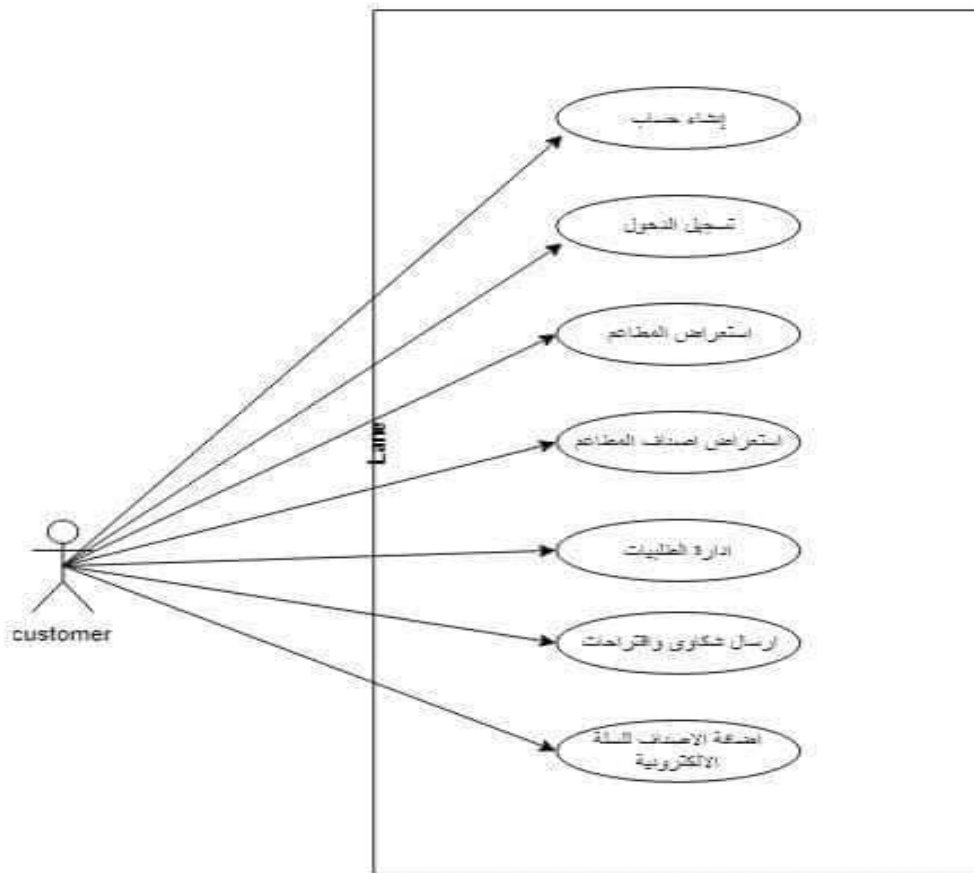 إنشاء حساب
تسجيل الدخول
استعراض المطاعم
Lane
استعراض اصناف المطاعم
ادارة الطلبيات
customer
ارسال شكاوى واقتراحات
اضافة الاصناف للسلة
الالكترونية